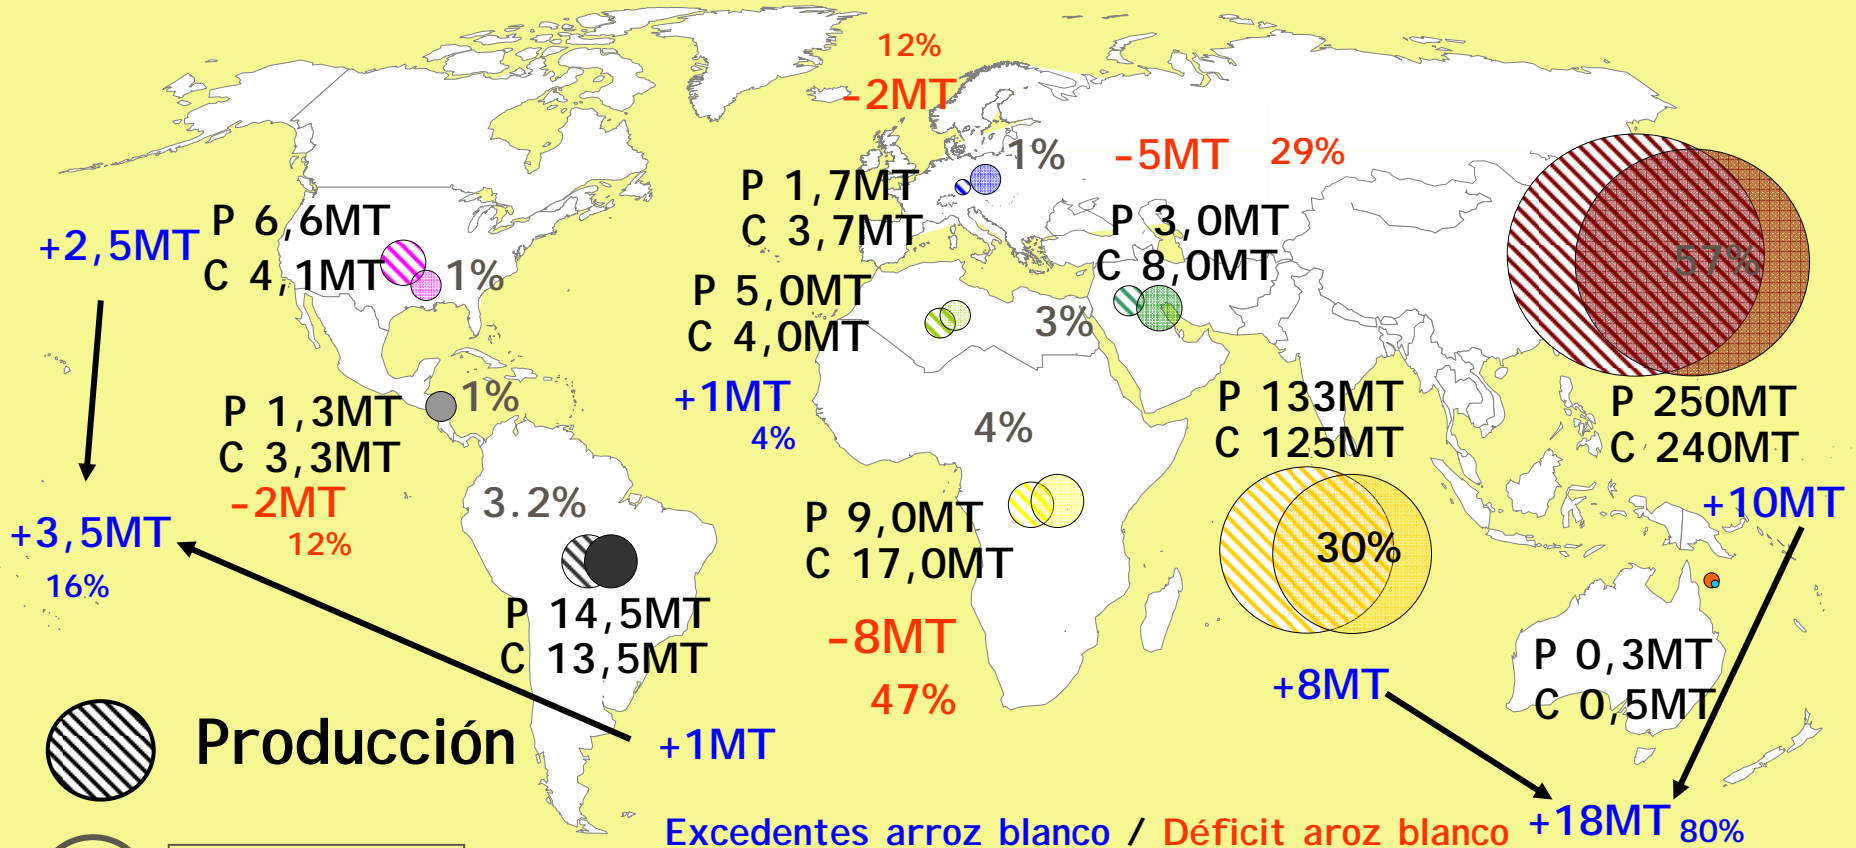 12%
-2MT
1%
-5MT 29%
P 1,7MT
C 3,7MT
P 6,6MT
C 4,1MT
1%
+2,5MT
P 3,0MT
C 8,0MT
57%
P 5,0MT
C 4,0MT
3%
+1MT
4%
P 1,3MT
C 3,3MT
1%
-2MT
12%
4%
P 133MT
C 125MT
P 250MT
C 240MT
+10MT
3.2%
+3,5MT
16%
P 9,0MT
C 17,0MT
30%
P 14,5MT
C 13,5MT
-8MT
47%
+8MT
P 0,3MT
C 0,5MT
Producción
+1MT
Excedentes arroz blanco / Déficit aroz blanco
+18MT 80%